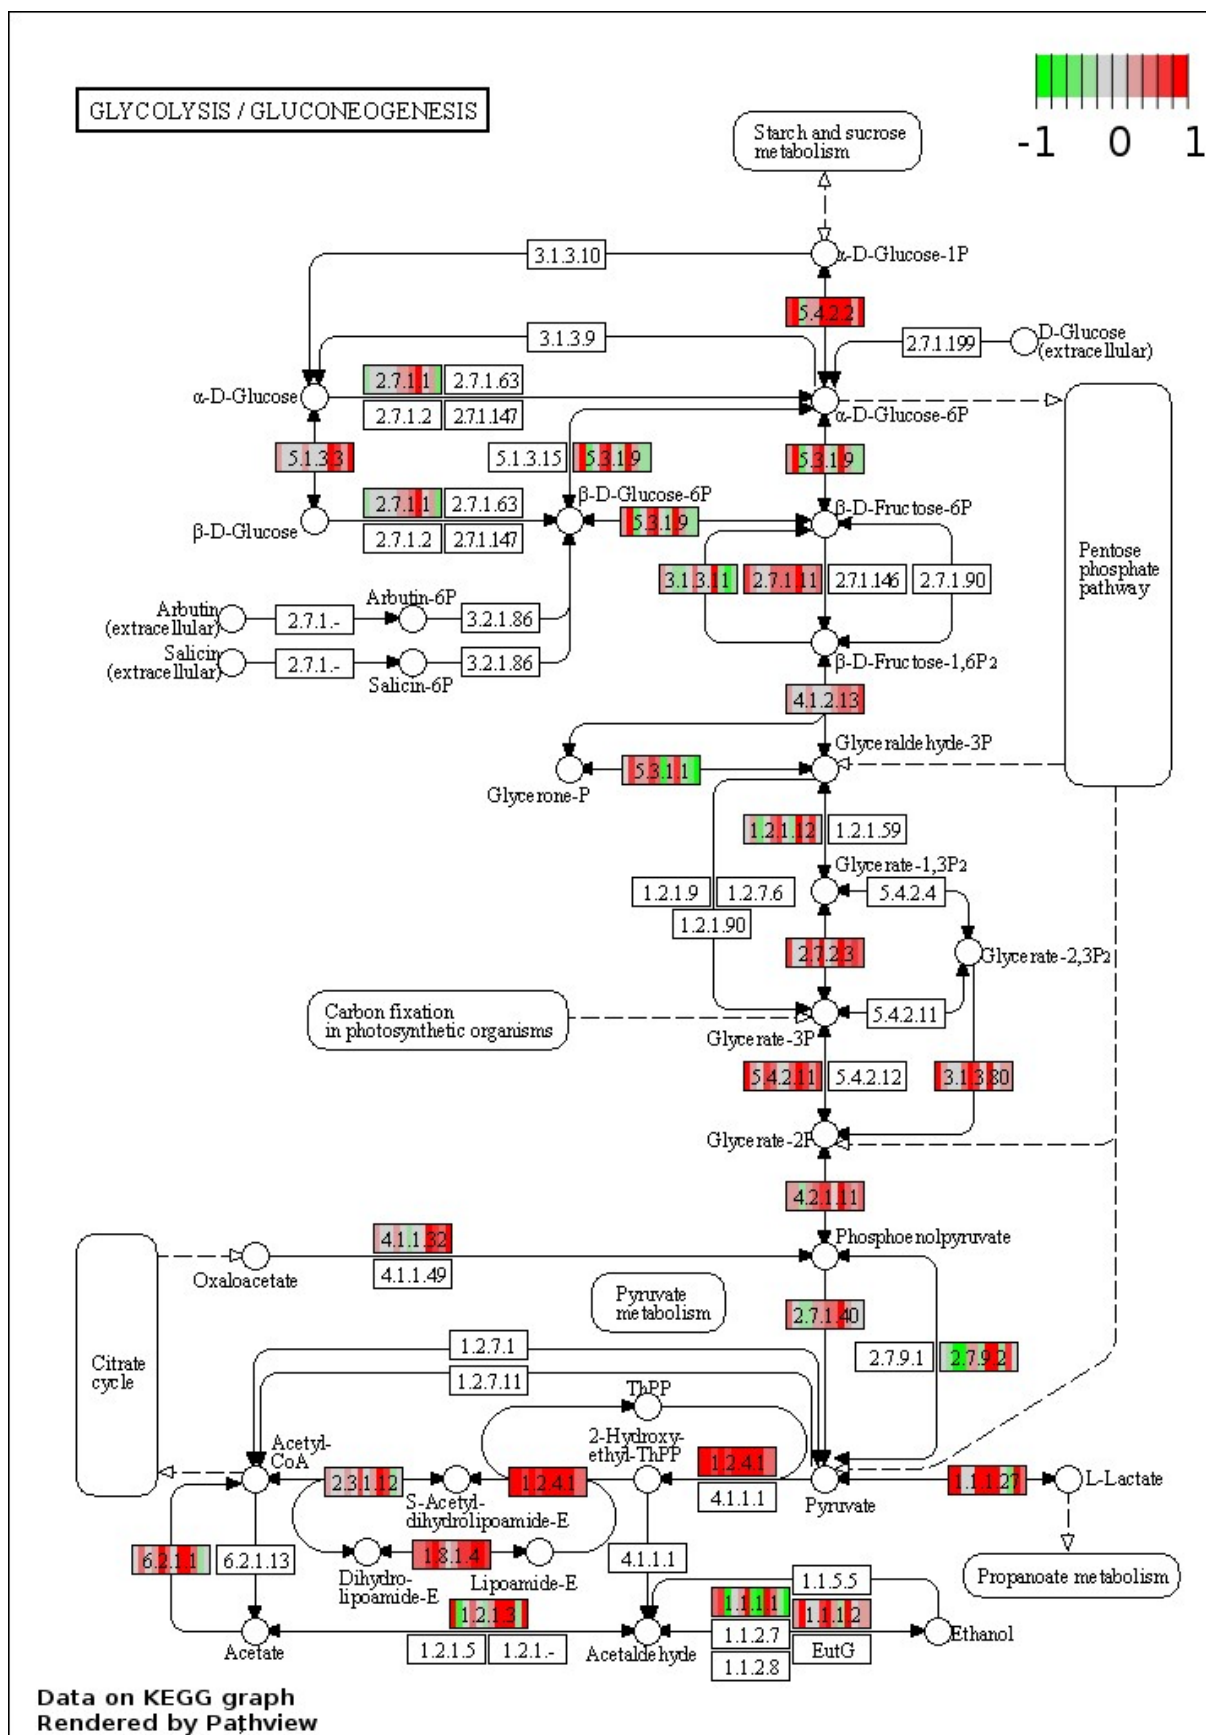 GLYCOLYSIS / GLUCONEOGENESIS
-1 0 1
Starch and sucrose
metabolism
3.1.3.10
α-D-Glucose-1P
5.4.2.2
3.1.3.9
2.7.1.199
D-Glucose
(extracellular)
2.7.1.1
2.7.1.63
α-D-Glucose
2.7.1.2
2.7.1.147
α-D-Glucose-6P
5.1.3.3
5.1.3.15
5.3.1.9
5.3.1.9
2.7.1.1
2.7.1.63
β-D-Glucose-6P
β-D-Fructose-6P
β-D-Glucose
2.7.1.2
2.7.1.147
5.3.1.9
Pentose
phosphate
pathway
3.1.3.11
2.7.1.11
2.7.1.146
2.7.1.90
Arbutin
(extracellular)
2.7.1.-
Arbutin-6P
3.2.1.86
Salicin
(extracellular)
2.7.1.-
Salicin-6P
3.2.1.86
β-D-Fructose-1,6P2
4.1.2.13
Glyceraldehyde-3P
5.3.1.1
Glycerone-P
1.2.1.12
1.2.1.59
Glycerate-1,3P2
1.2.1.9
1.2.7.6
5.4.2.4
1.2.1.90
2.7.2.3
Glycerate-2,3P2
Carbon fixation
in photosynthetic organisms
5.4.2.11
Glycerate-3P
5.4.2.11
5.4.2.12
3.1.3.80
Glycerate-2P
4.2.1.11
4.1.1.32
Phosphoenolpyruvate
Oxaloacetate
4.1.1.49
Pyruvate
metabolism
2.7.1.40
Citrate
cycle
1.2.7.1
2.7.9.1
2.7.9.2
1.2.7.11
ThPP
Acetyl-
CoA
2-Hydroxy-
ethyl-ThPP
1.2.4.1
2.3.1.12
S-Acetyl-
dihydrolipoamide-E
1.2.4.1
4.1.1.1
Pyruvate
1.1.1.27
L-Lactate
6.2.1.1
6.2.1.13
1.8.1.4
4.1.1.1
Dihydro-
lipoamide-E
Lipoamide-E
Propanoate metabolism
1.1.5.5
1.2.1.3
1.1.1.1
1.1.1.2
Acetate
1.2.1.5
1.2.1.-
Acetaldehyde
1.1.2.7
EutG
Ethanol
1.1.2.8
Data on KEGG graph
Rendered by Pathview